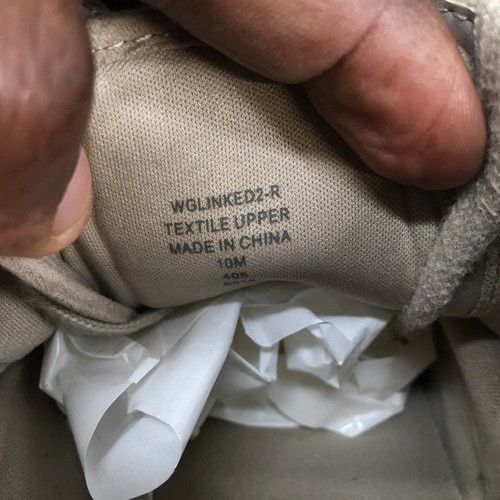 WGLINKED2-R
TEXTILE UPPER
MADE IN CHINA
10M
405